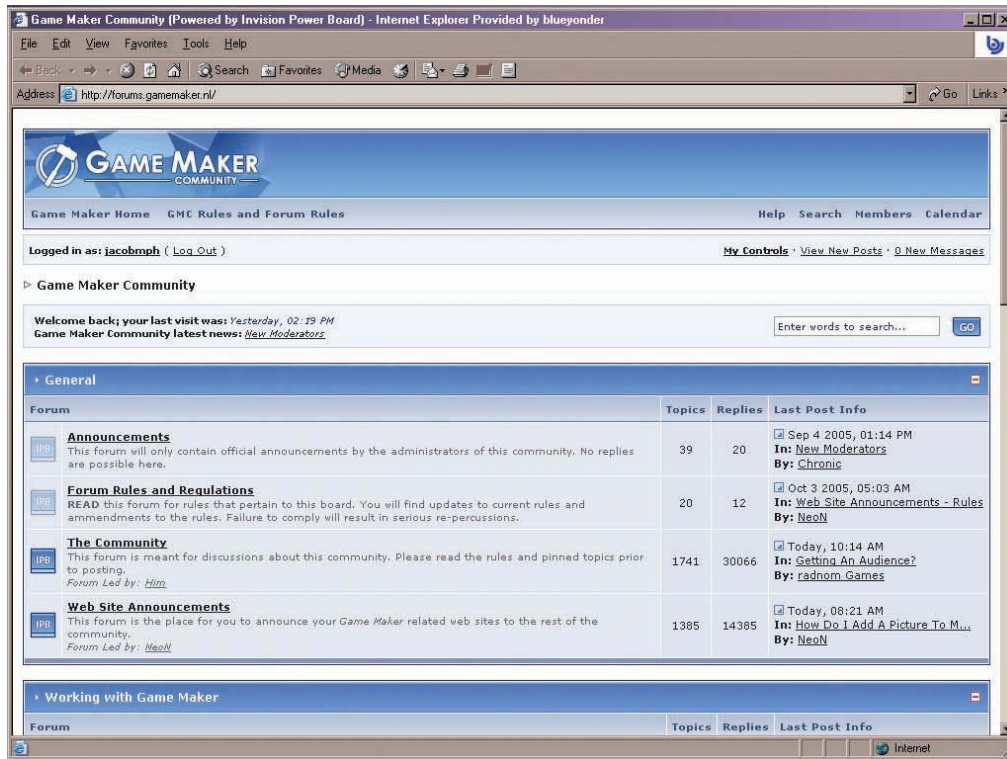 Game Maker Community (Powered by Invision Power Board) - Internet Explorer Provided by blueyonder
File Edit View Favorites Tools Help
Back Search Favorites Media
Address http://forums.gamemaker.nl/ Go Links
GAME MAKER
COMMUNITY
Game Maker Home GMC Rules and Forum Rules Help Search Members Calendar
Logged in as: jacobmph ( Log Out ) My Controls · View New Posts · 0 New Messages
Game Maker Community
Welcome back; your last visit was: Yesterday, 02:19 PM
Game Maker Community latest news: New Moderators
Enter words to search... GO
General
Forum Topics Replies Last Post Info
IPB
Announcements
This forum will only contain official announcements by the administrators of this community. No replies
are possible here.
39 20
Sep 4 2005, 01:14 PM
In: New Moderators
By: Chronic
IPB
Forum Rules and Regulations
READ this forum for rules that pertain to this board. You will find updates to current rules and
ammendments to the rules. Failure to comply will result in serious re-percussions.
20 12
Oct 3 2005, 05:03 AM
In: Web Site Announcements - Rules
By: NeoN
IPB
The Community
This forum is meant for discussions about this community. Please read the rules and pinned topics prior
to posting.
Forum Led by: Him
1741 30066
Today, 10:14 AM
In: Getting An Audience?
By: radnom Games
IPB
Web Site Announcements
This forum is the place for you to announce your Game Maker related web sites to the rest of the
community.
Forum Led by: NeoN
1385 14385
Today, 08:21 AM
In: How Do I Add A Picture To M...
By: NeoN
Working with Game Maker
Forum Topics Replies Last Post Info
Internet